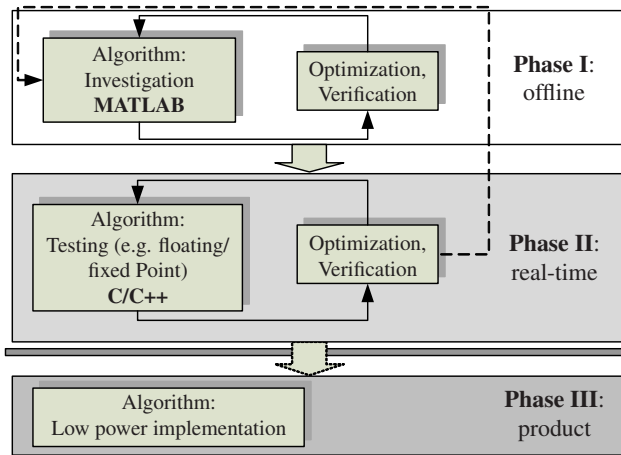 Algorithm:
Investigation
MATLAB
Optimization,
Verification
Phase I:
offline
Algorithm:
Testing (e.g. floating/
fixed Point)
C/C++
Optimization,
Verification
Phase II:
real-time
Algorithm:
Low power implementation
Phase III:
product